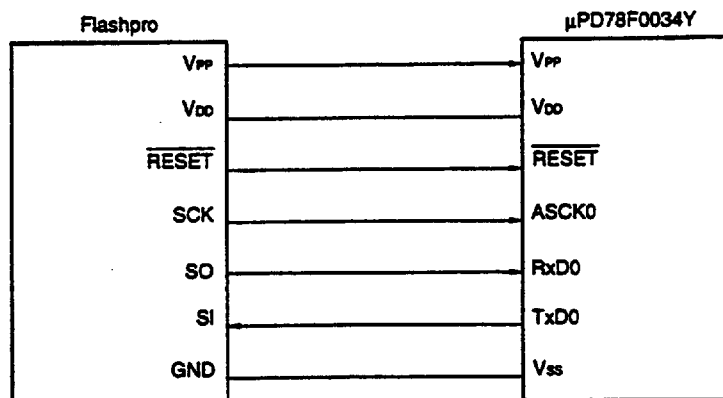 Flashpro μPD78F0034Y
VPP VPP
VDD VDD
RESET RESET
SCK ASCK0
SO RxD0
SI TxD0
GND Vss